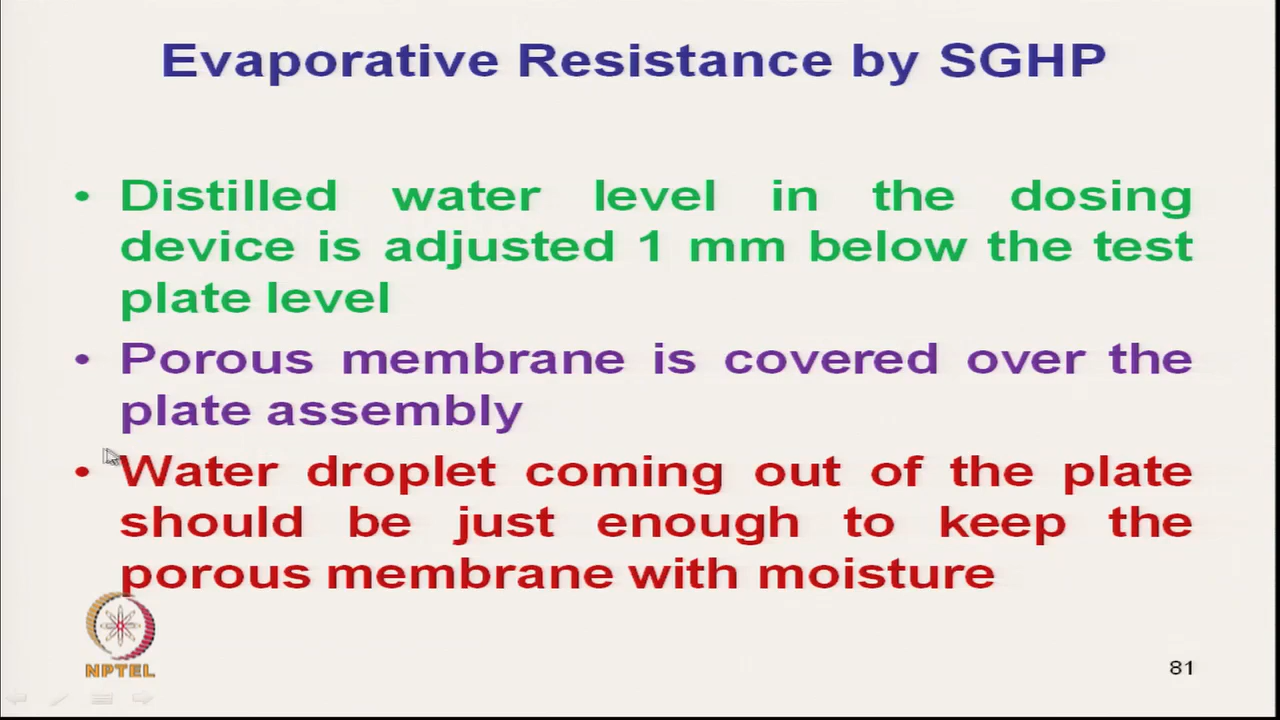 Evaporative Resistance by SGHP
• Distilled water level in the dosing
device is adjusted 1 mm below the test
plate level
• Porous membrane is covered over the
plate assembly
• Water droplet coming out of the plate
should be just enough to keep the
porous membrane with moisture
NPTEL
81